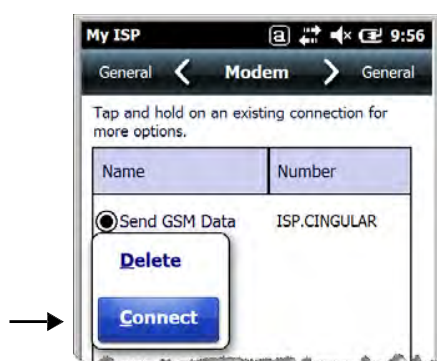 My ISP a 9:56
General Modem General
Tap and hold on an existing connection for
more options.
Name Number
Send GSM Data ISP.CINGULAR
Delete
Connect